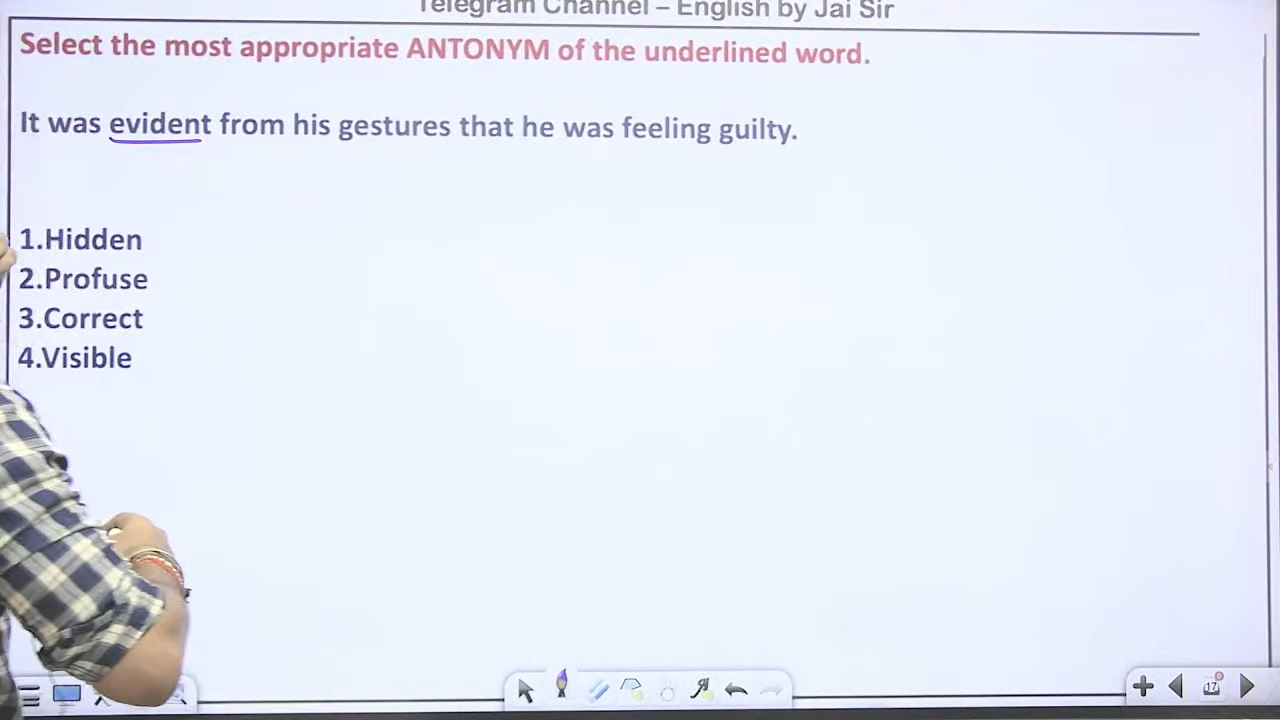 Telegram Channel – English by Jai Sir
Select the most appropriate ANTONYM of the underlined word.
It was evident from his gestures that he was feeling guilty.
1.Hidden
2.Profuse
3.Correct
4.Visible
17